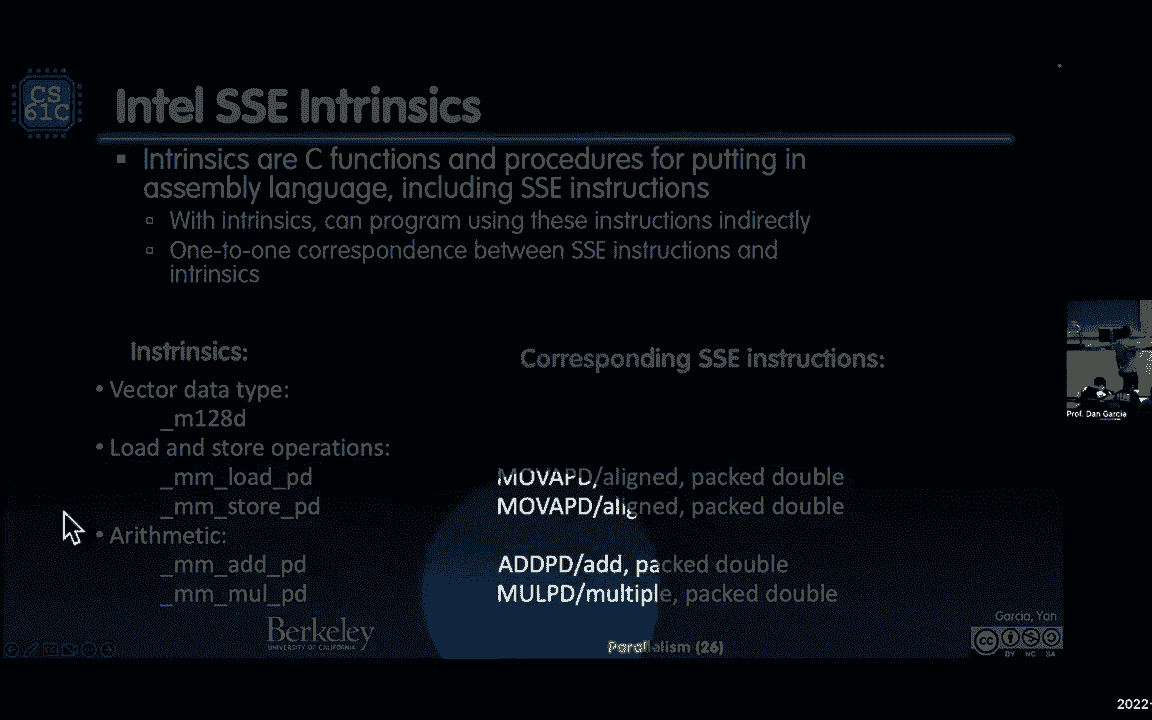 CS
61C
Intel SSE Intrinsics
▪ Intrinsics are C functions and procedures for putting in
assembly language, including SSE instructions
▫ With intrinsics, can program using these instructions indirectly
▫ One-to-one correspondence between SSE instructions and
intrinsics
Instrinsics:
Corresponding SSE instructions:
• Vector data type:
_m128d
• Load and store operations:
_mm_load_pd MOVAPD/aligned, packed double
_mm_store_pd MOVAPD/aligned, packed double
• Arithmetic:
_mm_add_pd ADDPD/add, packed double
_mm_mul_pd MULPD/multiple, packed double
Berkeley
UNIVERSITY OF CALIFORNIA
Parallelism (26)
Garcia, Yan
cc
BY NC SA
Prof. Dan Garcia
2022-